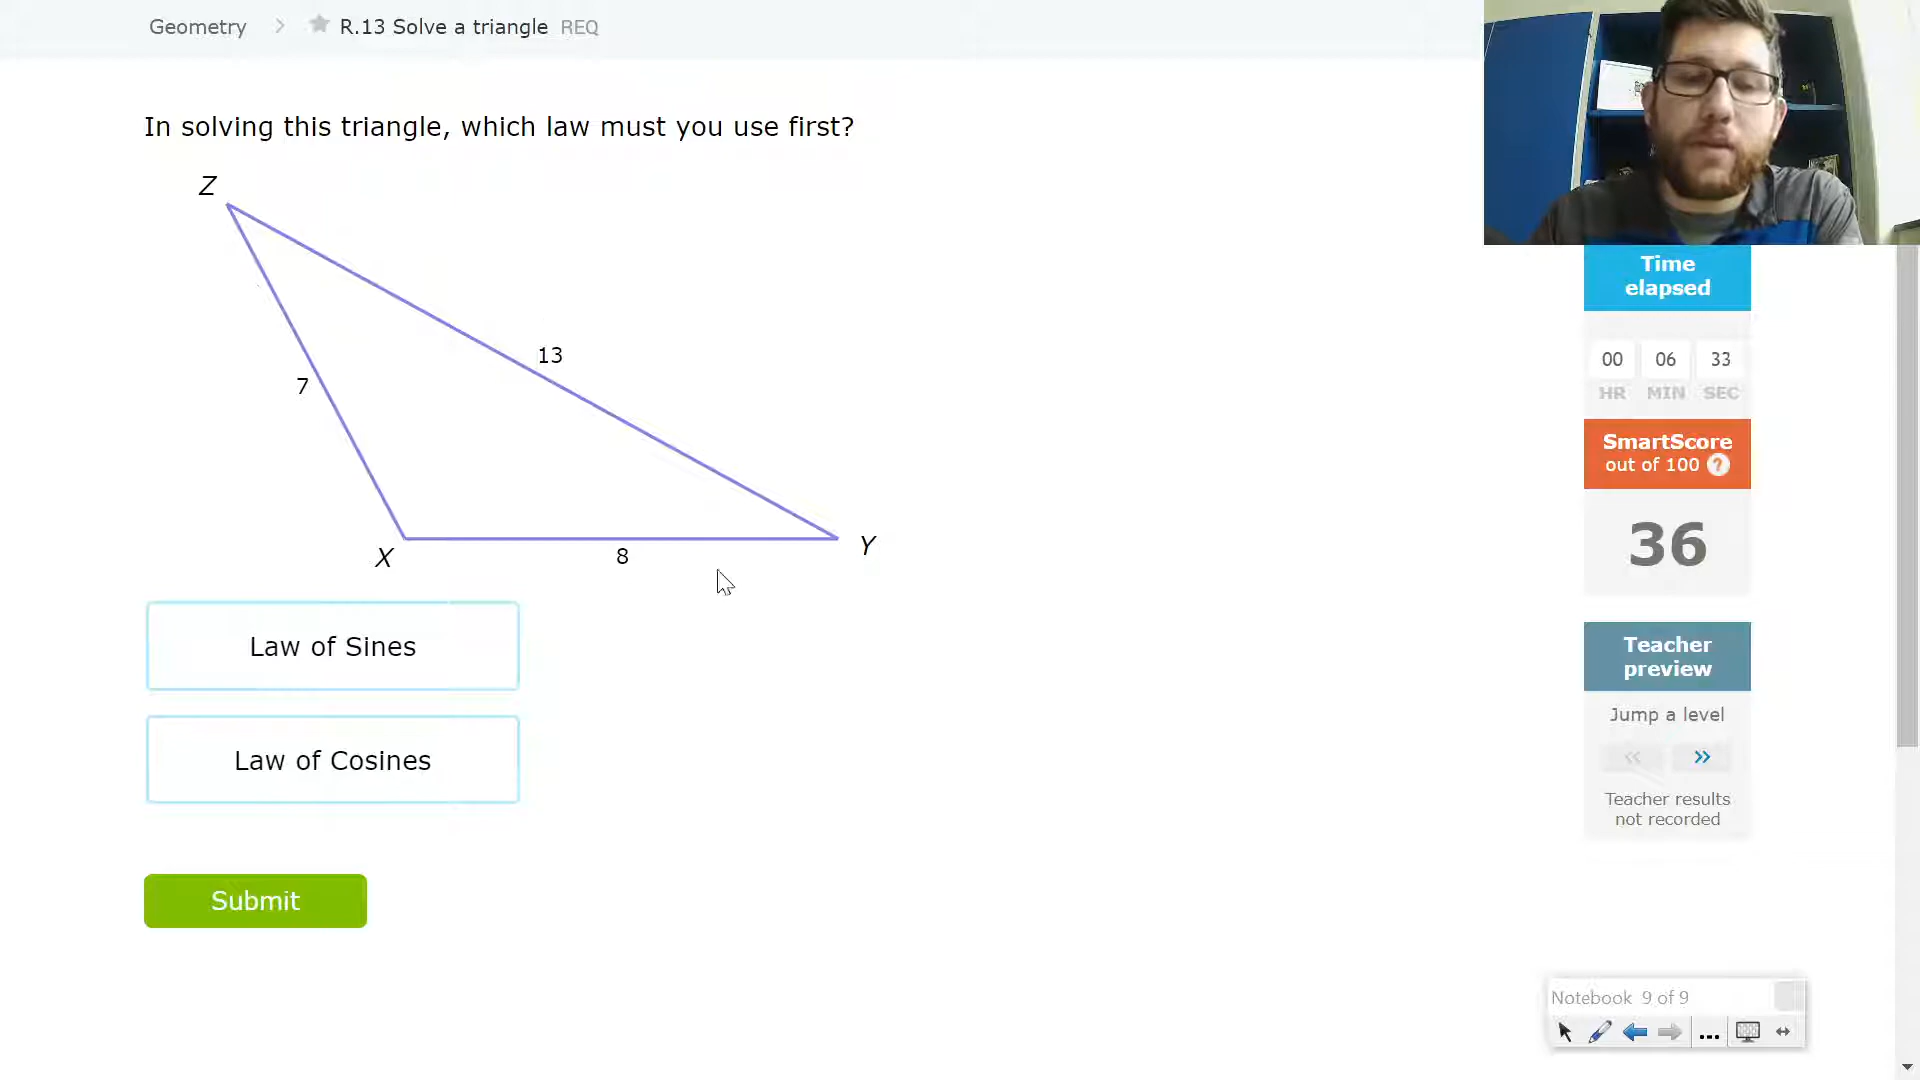 Geometry > R.13 Solve a triangle REQ
In solving this triangle, which law must you use first?
Z
13
7
8
X
Y
Law of Sines
Law of Cosines
Submit
Time
elapsed
00 06 33
HR MIN SEC
SmartScore
out of 100 ?
36
Teacher
preview
Jump a level
<< >>
Teacher results
not recorded
Notebook 9 of 9
...